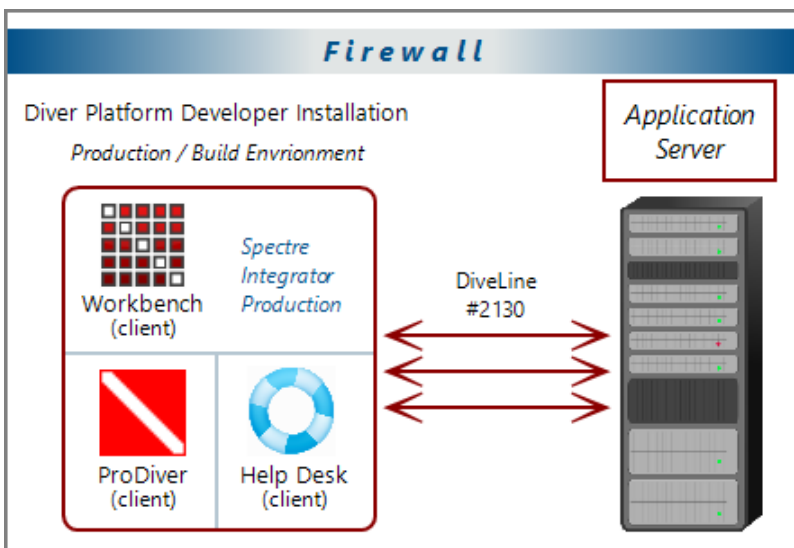 Firewall
Diver Platform Developer Installation
Production / Build Envrionment
Application
Server
Workbench
(client)
Spectre
Integrator
Production
DiveLine
#2130
ProDiver
(client)
Help Desk
(client)